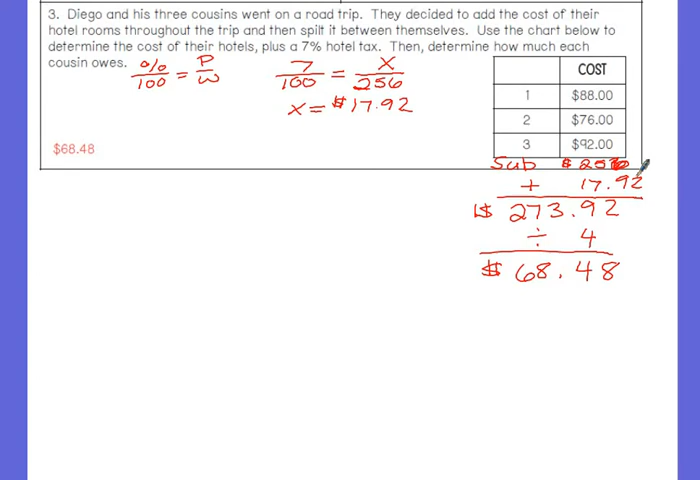 3. Diego and his three cousins went on a road trip. They decided to add the cost of their
hotel rooms throughout the trip and then spilt it between themselves. Use the chart below to
determine the cost of their hotels, plus a 7% hotel tax. Then, determine how much each
cousin owes.
%/100 = P/W
7/100 = x/256
x = $17.92
COST
1 $88.00
2 $76.00
3 $92.00
$68.48
Sub
+ 17.92
$ 273.92
÷ 4
$ 68.48